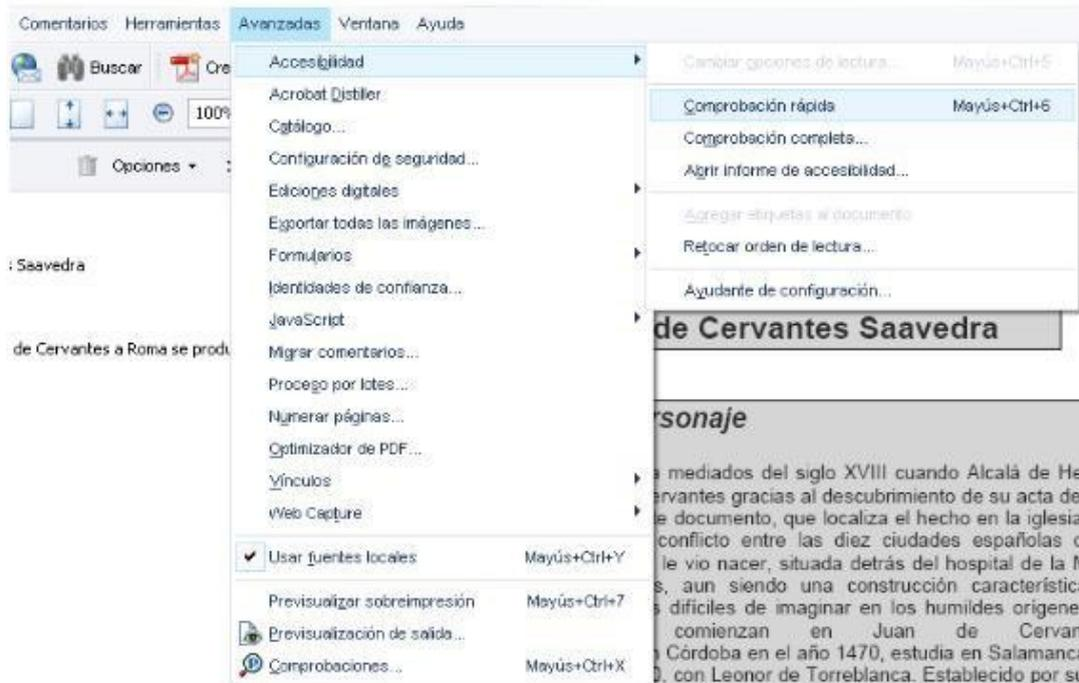 Comentarios Herramientas Avanzadas Ventana Ayuda
Buscar Cre
100%
Opciones
s Saavedra
de Cervantes a Roma se produ
Accesibilidad
Acrobat Distiller
Catálogo...
Configuración de seguridad...
Ediciones digitales
Exportar todas las imágenes...
Formularios
Identidades de confianza...
JavaScript
Migrar comentarios...
Proceso por lotes...
Numerar páginas...
Optimizador de PDF...
Vínculos
Web Capture
Usar fuentes locales Mayús+Ctrl+Y
Previsualizar sobreimpresión Mayús+Ctrl+7
Previsualización de salida...
Comprobaciones... Mayús+Ctrl+X
Cambiar opciones de lectura... Mayús+Ctrl+5
Comprobación rápida Mayús+Ctrl+6
Comprobación completa...
Abrir informe de accesibilidad...
Agregar etiquetas al documento
Retocar orden de lectura...
Ayudante de configuración...
de Cervantes Saavedra
rsonaje
a mediados del siglo XVIII cuando Alcalá de He
ervantes gracias al descubrimiento de su acta de
e documento, que localiza el hecho en la iglesia
conflicto entre las diez ciudades españolas
le vio nacer, situada detrás del hospital de la
s, aun siendo una construcción característica
s difíciles de imaginar en los humildes orígene
comienzan en Juan de Cervan
Córdoba en el año 1470, estudia en Salamanca
, con Leonor de Torreblanca. Establecido por su